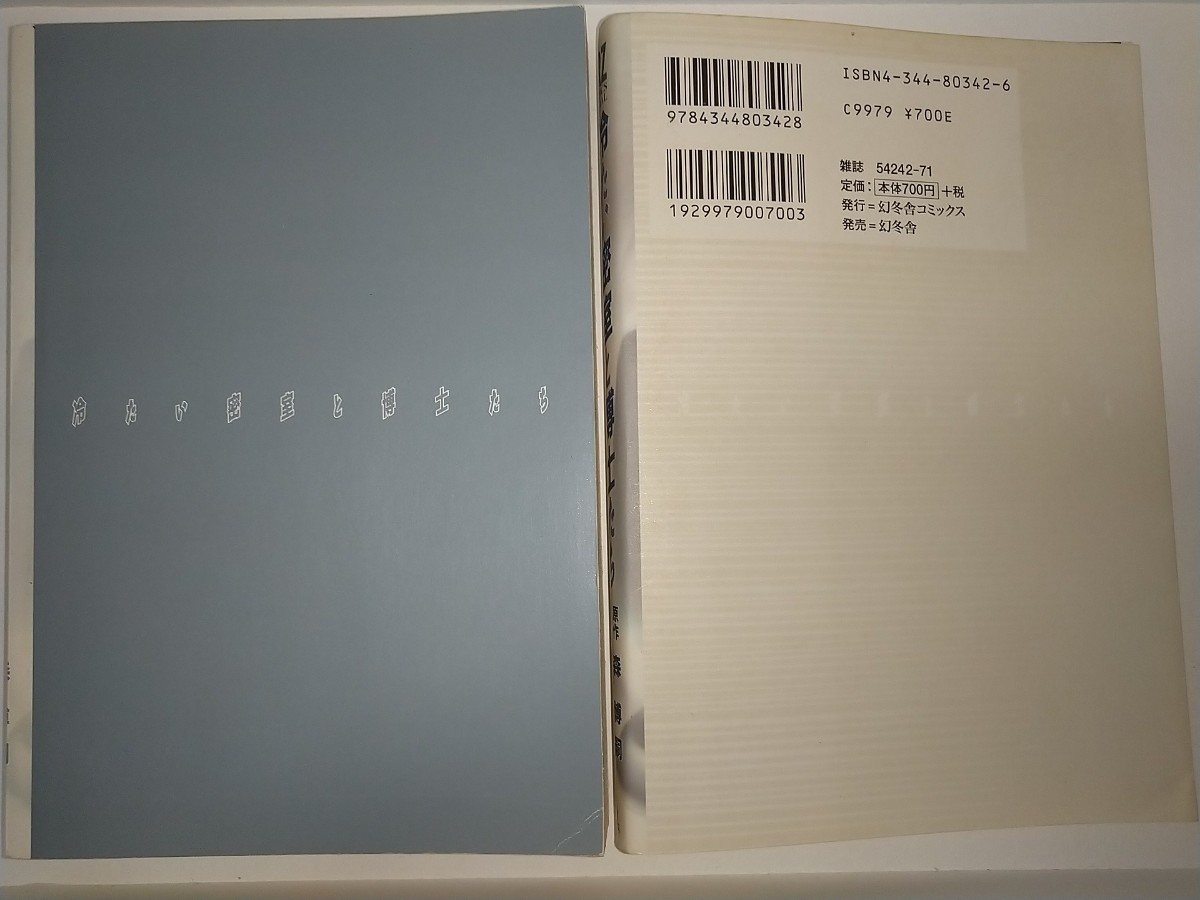 冷たい密室と博士たち
ISBN4-344-80342-6
C9979 ¥700E
9784344803428
1929979007003
雑誌 54242-71
定価：本体700円+税
発行＝幻冬舎コミックス
発売＝幻冬舎